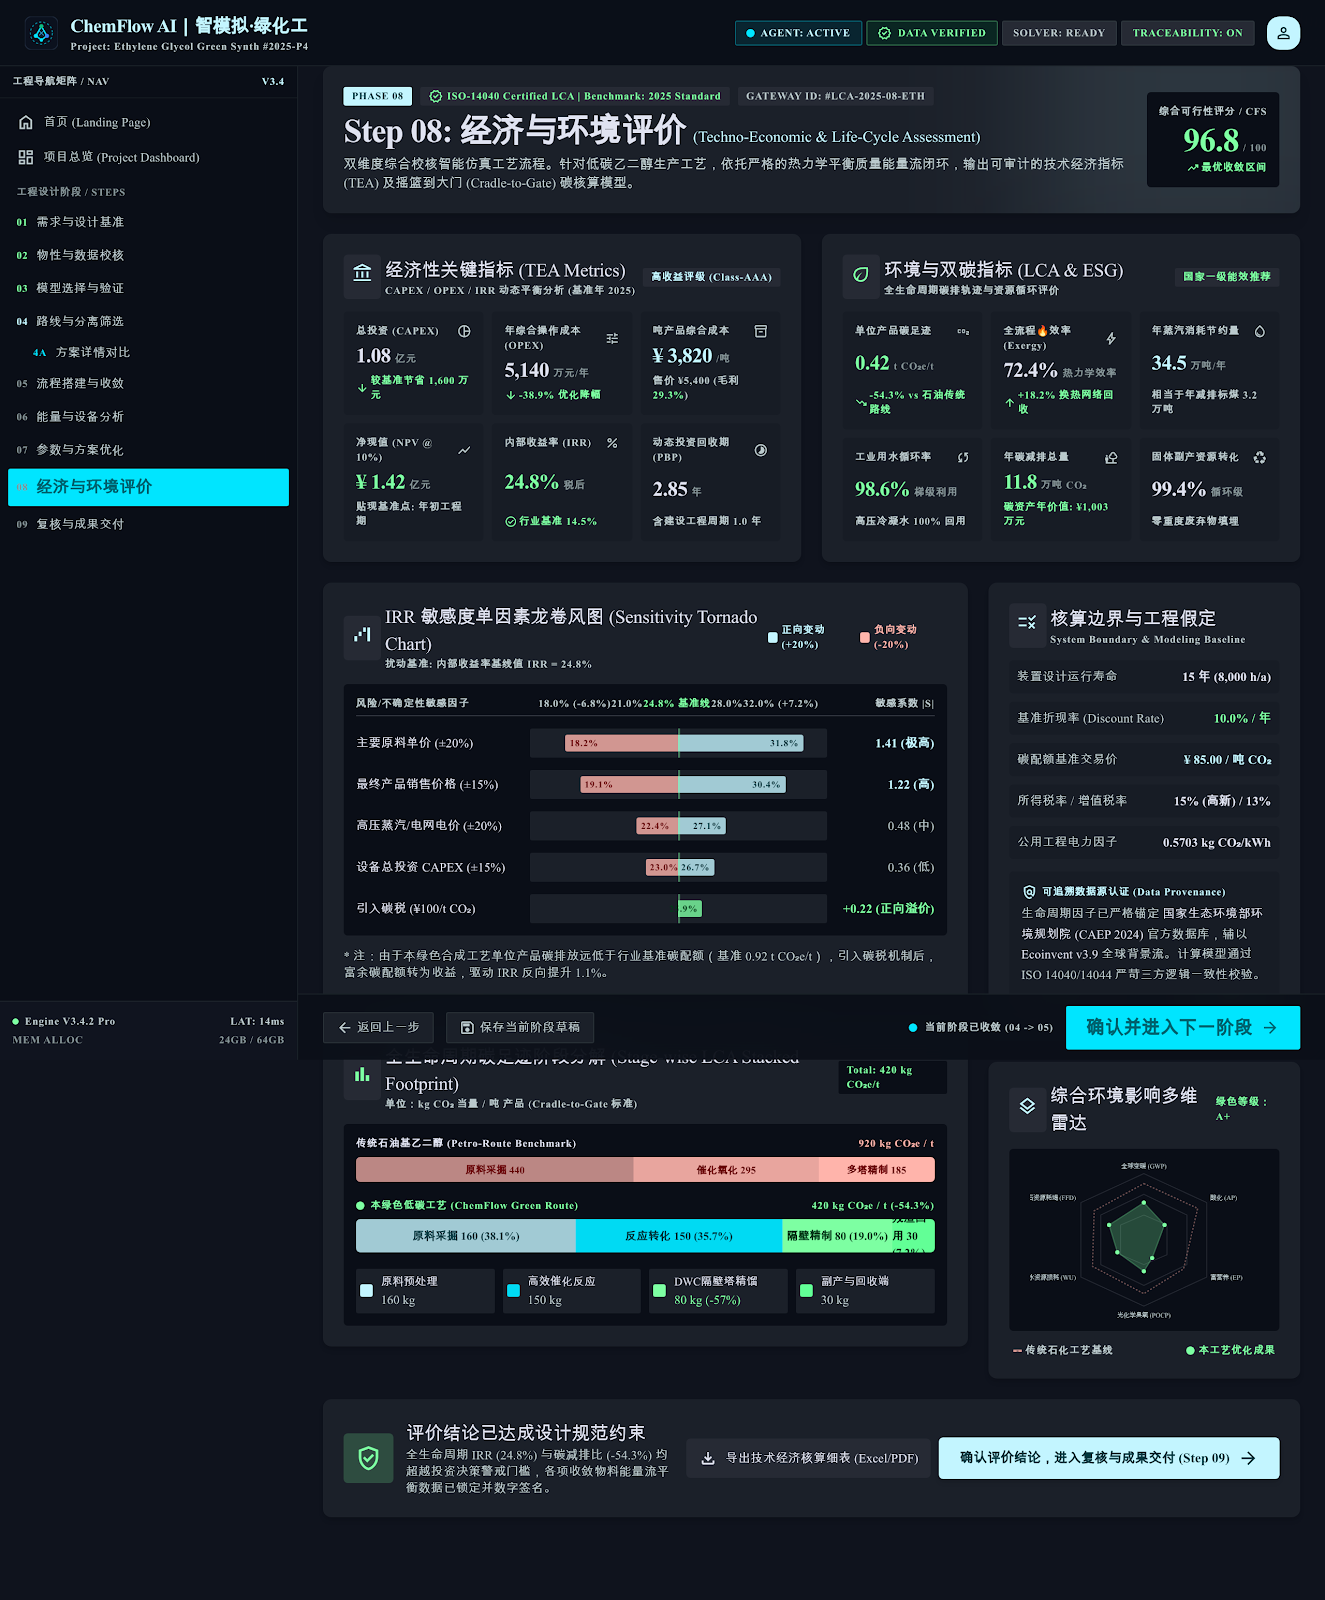 ChemFlow AI | 智模拟·绿化工
Project: Ethylene Glycol Green Synth #2025-P4
AGENT: ACTIVE
DATA VERIFIED
SOLVER: READY
TRACEABILITY: ON
工程导航矩阵 / NAV
V3.4
首页 (Landing Page)
项目总览 (Project Dashboard)
工程设计阶段 / STEPS
01 需求与设计基准
02 物性与数据校核
03 模型选择与验证
04 路线与分离筛选
4A 方案详情对比
05 流程搭建与收敛
06 能量与设备分析
07 参数与方案优化
08 经济与环境评价
09 复核与成果交付
Engine V3.4.2 Pro
LAT: 14ms
MEM ALLOC
24GB / 64GB
PHASE 08
ISO-14040 Certified LCA | Benchmark: 2025 Standard
GATEWAY ID: #LCA-2025-08-ETH
Step 08: 经济与环境评价 (Techno-Economic & Life-Cycle Assessment)
双维度综合校核智能仿真工艺流程。针对低碳乙二醇生产工艺，依托严格的热力学平衡质量能量流闭环，输出可审计的技术经济指标
(TEA) 及摇篮到大门 (Cradle-to-Gate) 碳核算模型。
综合可行性评分 / CFS
96.8 / 100
最优收敛区间
经济性关键指标 (TEA Metrics)
CAPEX / OPEX / IRR 动态平衡分析 (基准年 2025)
高收益评级 (Class-AAA)
总投资 (CAPEX)
1.08 亿元
较基准节省 1,600 万
元
年综合操作成本
(OPEX)
5,140 万元/年
-38.9% 优化降幅
吨产品综合成本
¥ 3,820 /吨
售价 ¥5,400 (毛利
29.3%)
净现值 (NPV @
10%)
¥ 1.42 亿元
贴现基准点: 年初工程
期
内部收益率 (IRR)
24.8% 税后
行业基准 14.5%
动态投资回收期
(PBP)
2.85 年
含建设工程周期 1.0 年
环境与双碳指标 (LCA & ESG)
全生命周期碳排轨迹与资源循环评价
国家一级能效推荐
单位产品碳足迹
co₂
0.42 t CO₂e/t
-54.3% vs 石油传统
路线
全流程🔥效率
(Exergy)
72.4% 热力学效率
+18.2% 换热网络回
收
年蒸汽消耗节约量
34.5 万吨/年
相当于年减排标煤 3.2
万吨
工业用水循环率
98.6% 梯级利用
高压冷凝水 100% 回用
年碳减排总量
11.8 万吨 CO₂
碳资产年价值: ¥1,003
万元
固体副产资源转化
99.4% 循环级
零重度废弃物填埋
IRR 敏感度单因素龙卷风图 (Sensitivity Tornado
Chart)
扰动基准: 内部收益率基线值 IRR = 24.8%
正向变动
(+20%)
负向变动
(-20%)
风险/不确定性敏感因子
18.0% (-6.8%)21.0%24.8% 基准线28.0%32.0% (+7.2%)
敏感系数 |S|
主要原料单价 (±20%)
18.2%
31.8%
1.41 (极高)
最终产品销售价格 (±15%)
19.1%
30.4%
1.22 (高)
高压蒸汽/电网电价 (±20%)
22.4%
27.1%
0.48 (中)
设备总投资 CAPEX (±15%)
23.0%
26.7%
0.36 (低)
引入碳税 (¥100/t CO₂)
.9%
+0.22 (正向溢价)
* 注：由于本绿色合成工艺单位产品碳排放远低于行业基准碳配额（基准 0.92 t CO₂e/t），引入碳税机制后，
富余碳配额转为收益，驱动 IRR 反向提升 1.1%。
核算边界与工程假定
System Boundary & Modeling Baseline
装置设计运行寿命
15 年 (8,000 h/a)
基准折现率 (Discount Rate)
10.0% / 年
碳配额基准交易价
¥ 85.00 / 吨 CO₂
所得税率 / 增值税率
15% (高新) / 13%
公用工程电力因子
0.5703 kg CO₂/kWh
可追溯数据源认证 (Data Provenance)
生命周期因子已严格锚定 国家生态环境部环
境规划院 (CAEP 2024) 官方数据库，辅以
Ecoinvent v3.9 全球背景流。计算模型通过
ISO 14040/14044 严苛三方逻辑一致性校验。
返回上一步
保存当前阶段草稿
当前阶段已收敛 (04 -> 05)
确认并进入下一阶段
全生命周期碳足迹阶段分解 (Stage-Wise LCA Stacked
Footprint)
单位：kg CO₂ 当量 / 吨 产品 (Cradle-to-Gate 标准)
Total: 420 kg
CO₂e/t
传统石油基乙二醇 (Petro-Route Benchmark)
920 kg CO₂e / t
原料采掘 440
催化氧化 295
多塔精制 185
本绿色低碳工艺 (ChemFlow Green Route)
420 kg CO₂e / t (-54.3%)
原料采掘 160 (38.1%)
反应转化 150 (35.7%)
隔壁精制 80 (19.0%)
用 30
原料预处理
160 kg
高效催化反应
150 kg
DWC隔壁塔精馏
80 kg (-57%)
副产与回收端
30 kg
综合环境影响多维
雷达
绿色等级：
A+
全球变暖 (GWP)
酸化 (AP)
富营养 (EP)
光化学臭氧 (POCP)
水资源消耗 (WU)
资源耗竭 (FFD)
传统石化工艺基线
本工艺优化成果
评价结论已达成设计规范约束
全生命周期 IRR (24.8%) 与碳减排比 (-54.3%) 均
超越投资决策警戒门槛，各项收敛物料能量流平
衡数据已锁定并数字签名。
导出技术经济核算细表 (Excel/PDF)
确认评价结论，进入复核与成果交付 (Step 09)